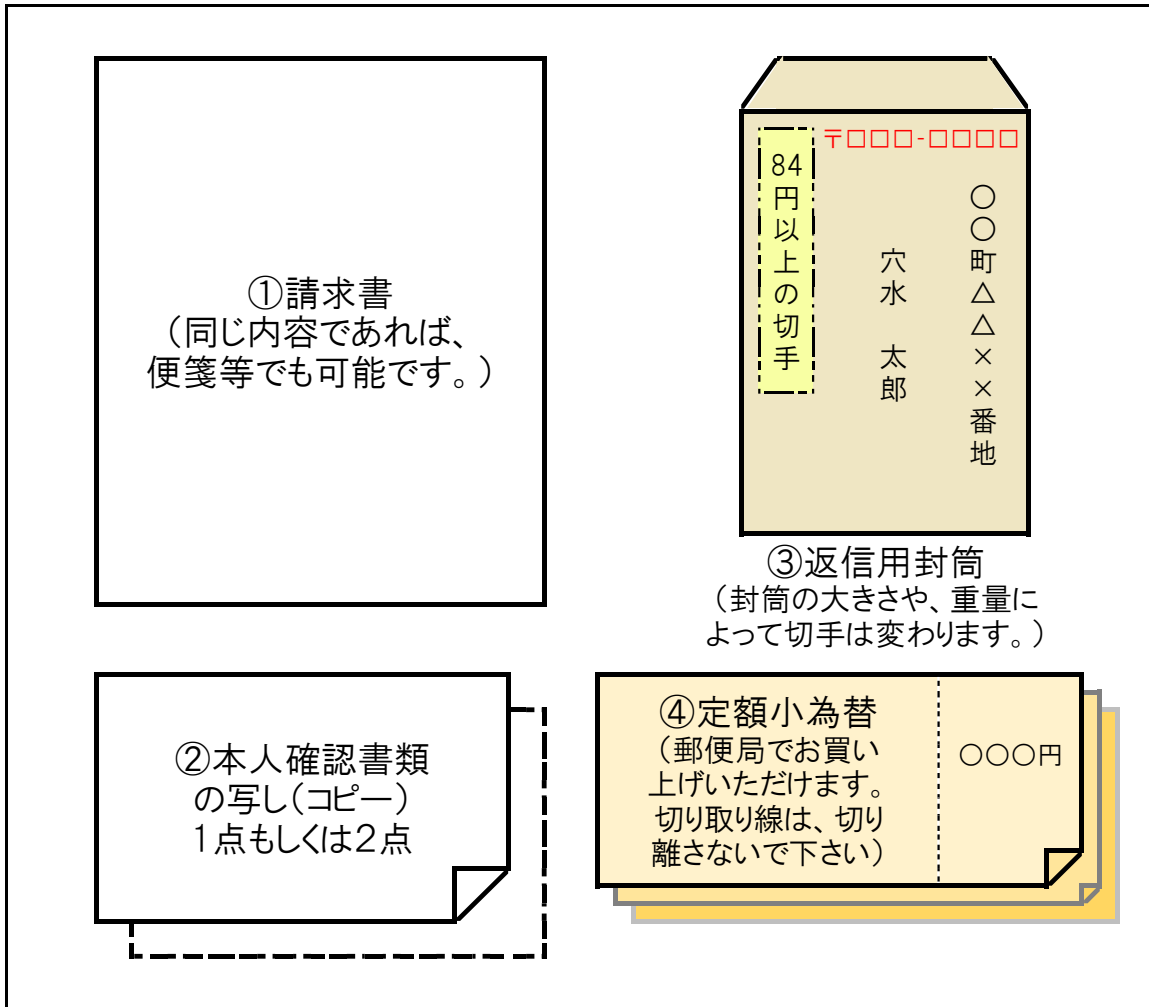 ①請求書
（同じ内容であれば、
便箋等でも可能です。）
〒□□□-□□□□
○○町△△××番地
穴水　太郎
84円以上の切手
③返信用封筒
（封筒の大きさや、重量に
よって切手は変わります。）
②本人確認書類
の写し（コピー）
１点もしくは２点
④定額小為替
（郵便局でお買い
上げいただけます。
切り取り線は、切り
離さないで下さい）
○○○円